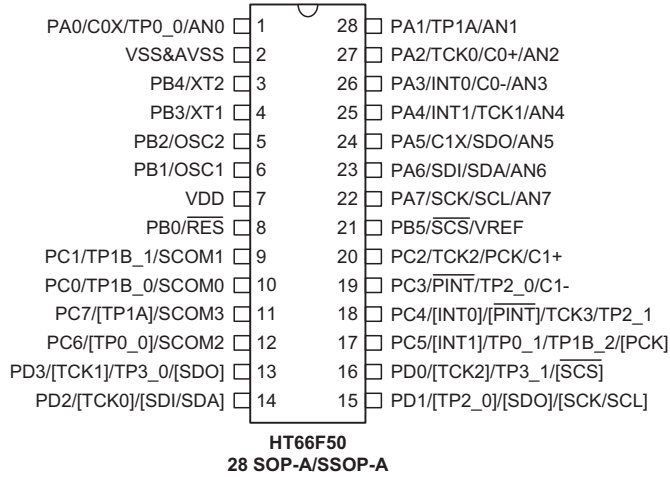 PA0/C0X/TP0_0/AN0 1 28 PA1/TP1A/AN1
VSS&AVSS 2 27 PA2/TCK0/C0+/AN2
PB4/XT2 3 26 PA3/INT0/C0-/AN3
PB3/XT1 4 25 PA4/INT1/TCK1/AN4
PB2/OSC2 5 24 PA5/C1X/SDO/AN5
PB1/OSC1 6 23 PA6/SDI/SDA/AN6
VDD 7 22 PA7/SCK/SCL/AN7
PB0/RES 8 21 PB5/SCS/VREF
PC1/TP1B_1/SCOM1 9 20 PC2/TCK2/PCK/C1+
PC0/TP1B_0/SCOM0 10 19 PC3/PINT/TP2_0/C1-
PC7/[TP1A]/SCOM3 11 18 PC4/[INT0]/[PINT]/TCK3/TP2_1
PC6/[TP0_0]/SCOM2 12 17 PC5/[INT1]/TP0_1/TP1B_2/[PCK]
PD3/[TCK1]/TP3_0/[SDO] 13 16 PD0/[TCK2]/TP3_1/[SCS]
PD2/[TCK0]/[SDI/SDA] 14 15 PD1/[TP2_0]/[SDO]/[SCK/SCL]
HT66F50
28 SOP-A/SSOP-A